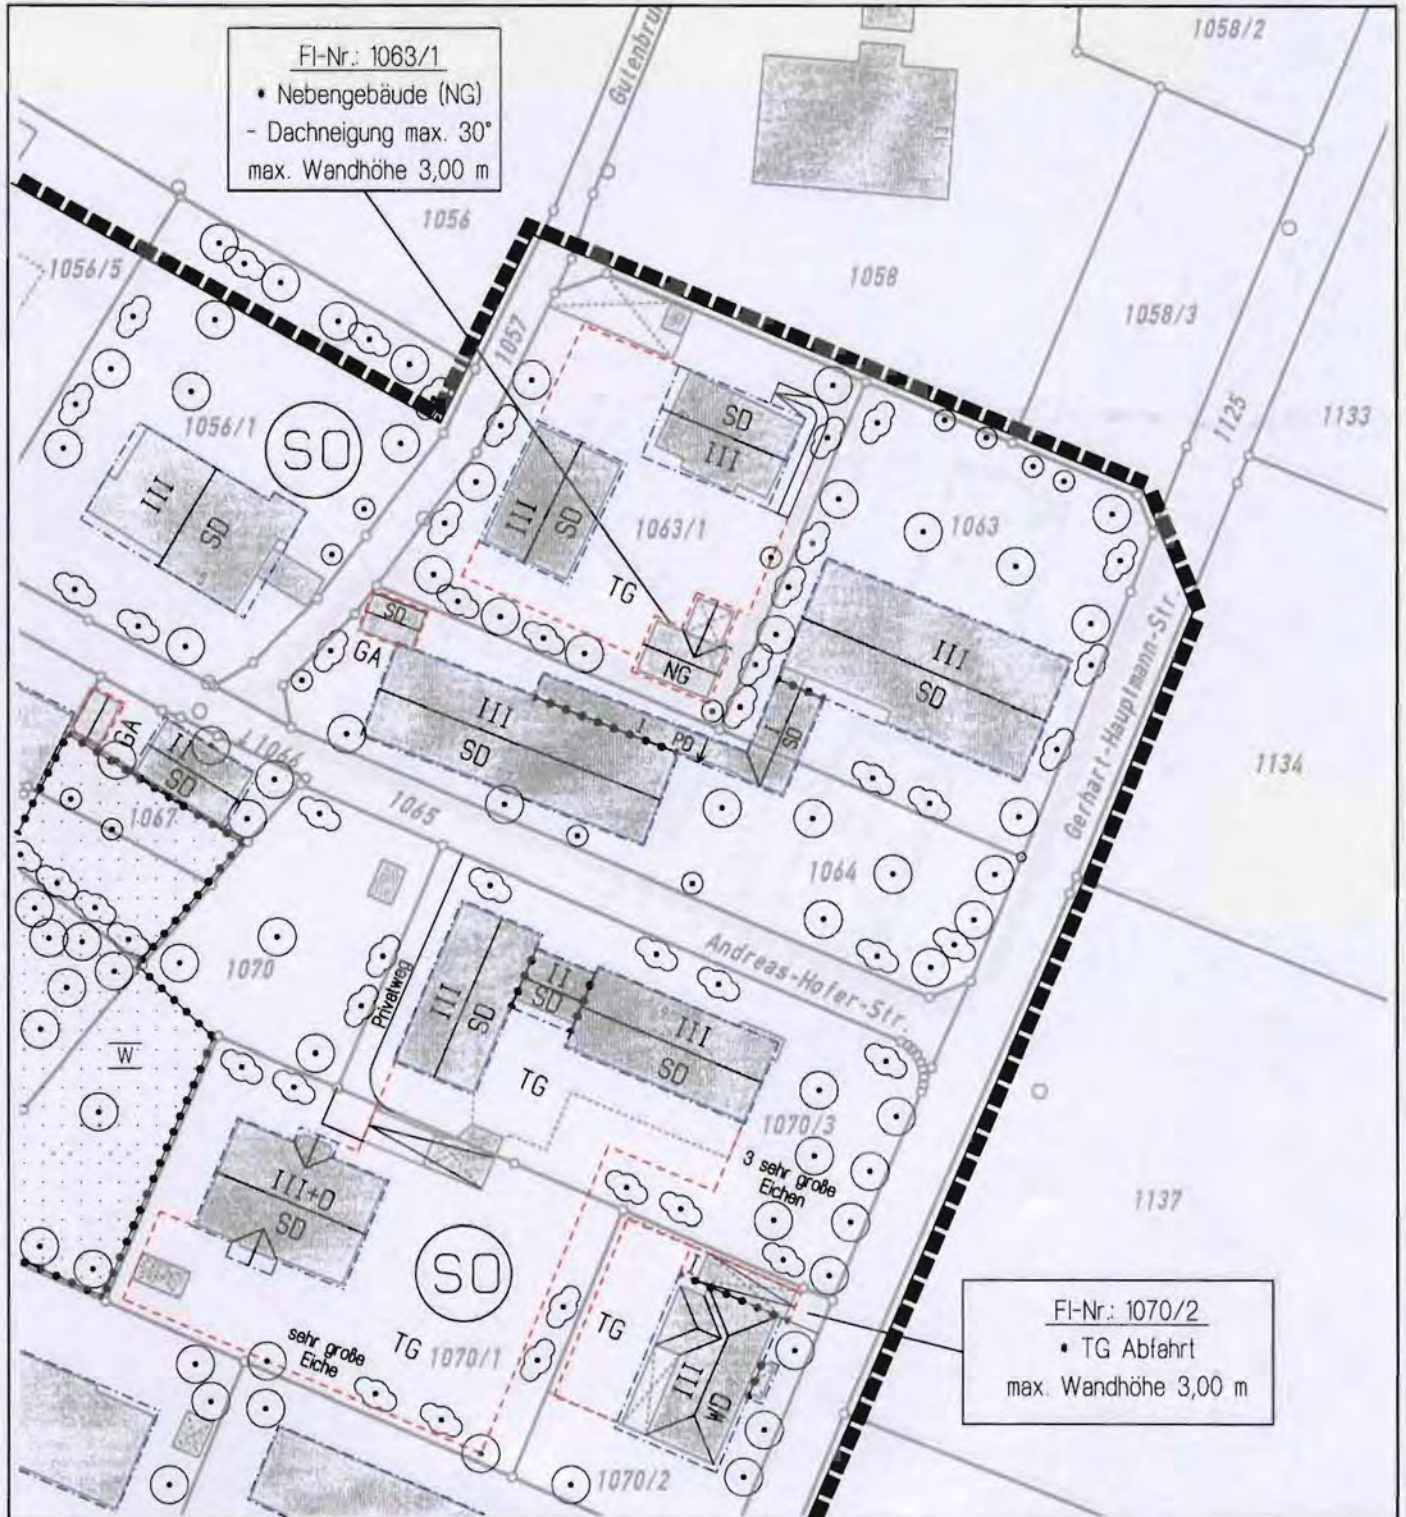 Fl-Nr.: 1063/1
• Nebengebäude (NG)
- Dachneigung max. 30°
max. Wandhöhe 3,00 m
1058/2
1056
1056/5
1058
1058/3
1057
1125
1133
1056/1
SO
III
SD
SD
III
III
SD
1063/1
1063
TG
SD
GA
NG
III
SD
III
SD
I
PD
I
SD
Gerhart-Hauptmann-Str.
1134
GA
II
SD
1066
1067
1065
1064
1070
Privatweg
III
SD
II
SD
III
SD
Andreas-Hofer-Str.
TG
W
1070/3
3 sehr große
Eichen
1137
III+D
SD
SO
TG
1070/1
sehr große
Eiche
TG
I
III
WD
1070/2
Fl-Nr.: 1070/2
• TG Abfahrt
max. Wandhöhe 3,00 m